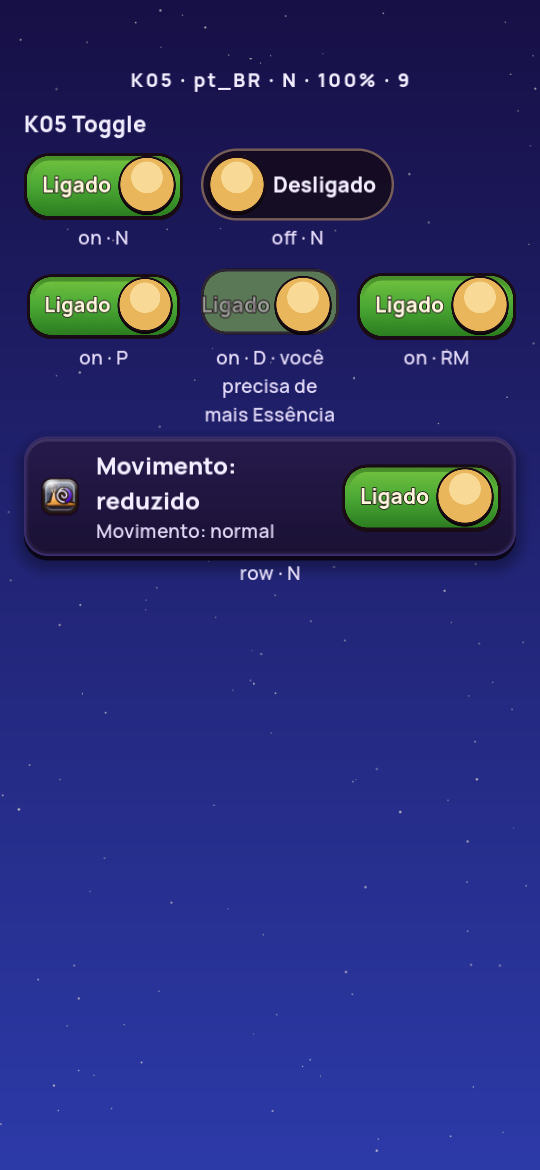 K05 · pt_BR · N · 100% · 9
K05 Toggle
Ligado
Desligado
on · N
off · N
Ligado
Ligado
Ligado
on · P
on · D · você
precisa de
mais Essência
on · RM
Movimento:
reduzido
Movimento: normal
Ligado
row · N